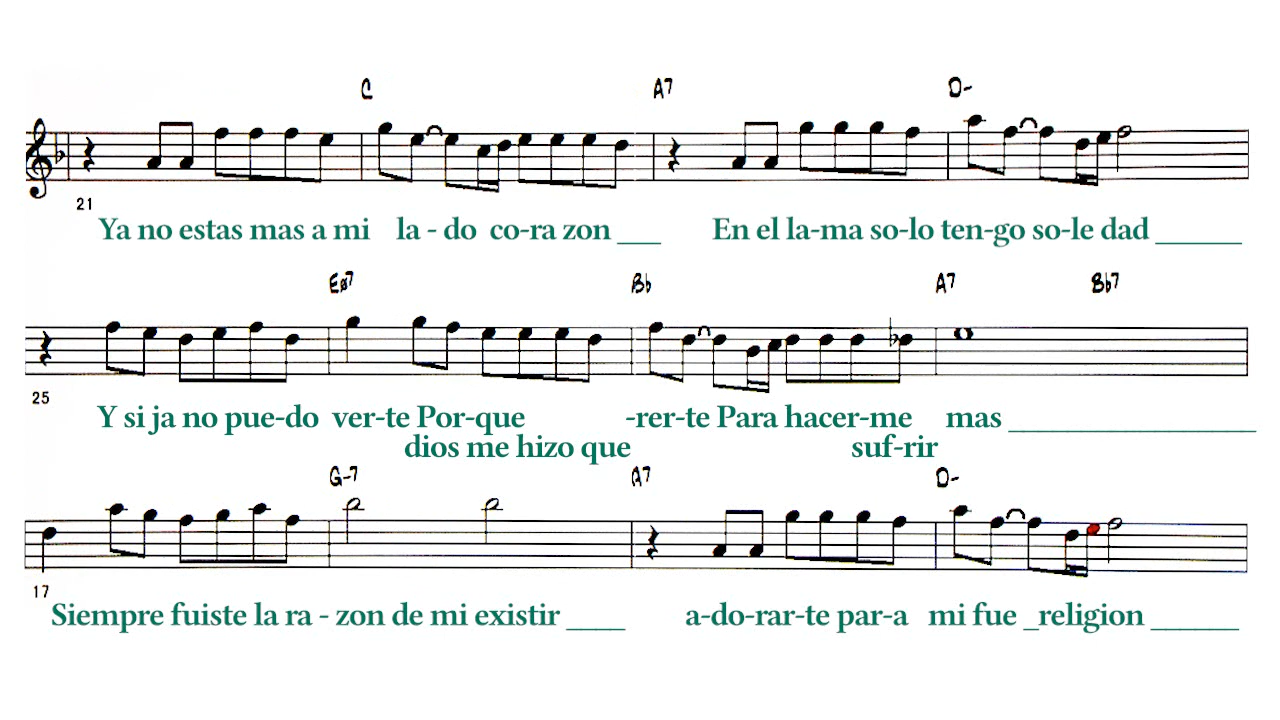 C A7 D-
21
Ya no estas mas a mi la - do co-ra zon ___ En el la-ma so-lo ten-go so-le dad ______
Eø7 Bb A7 Bb7
25
Y si ja no pue-do ver-te Por-que -rer-te Para hacer-me mas _________________
dios me hizo que suf-rir
G-7 A7 D-
17
Siempre fuiste la ra - zon de mi existir ____ a-do-rar-te par-a mi fue _religion ______